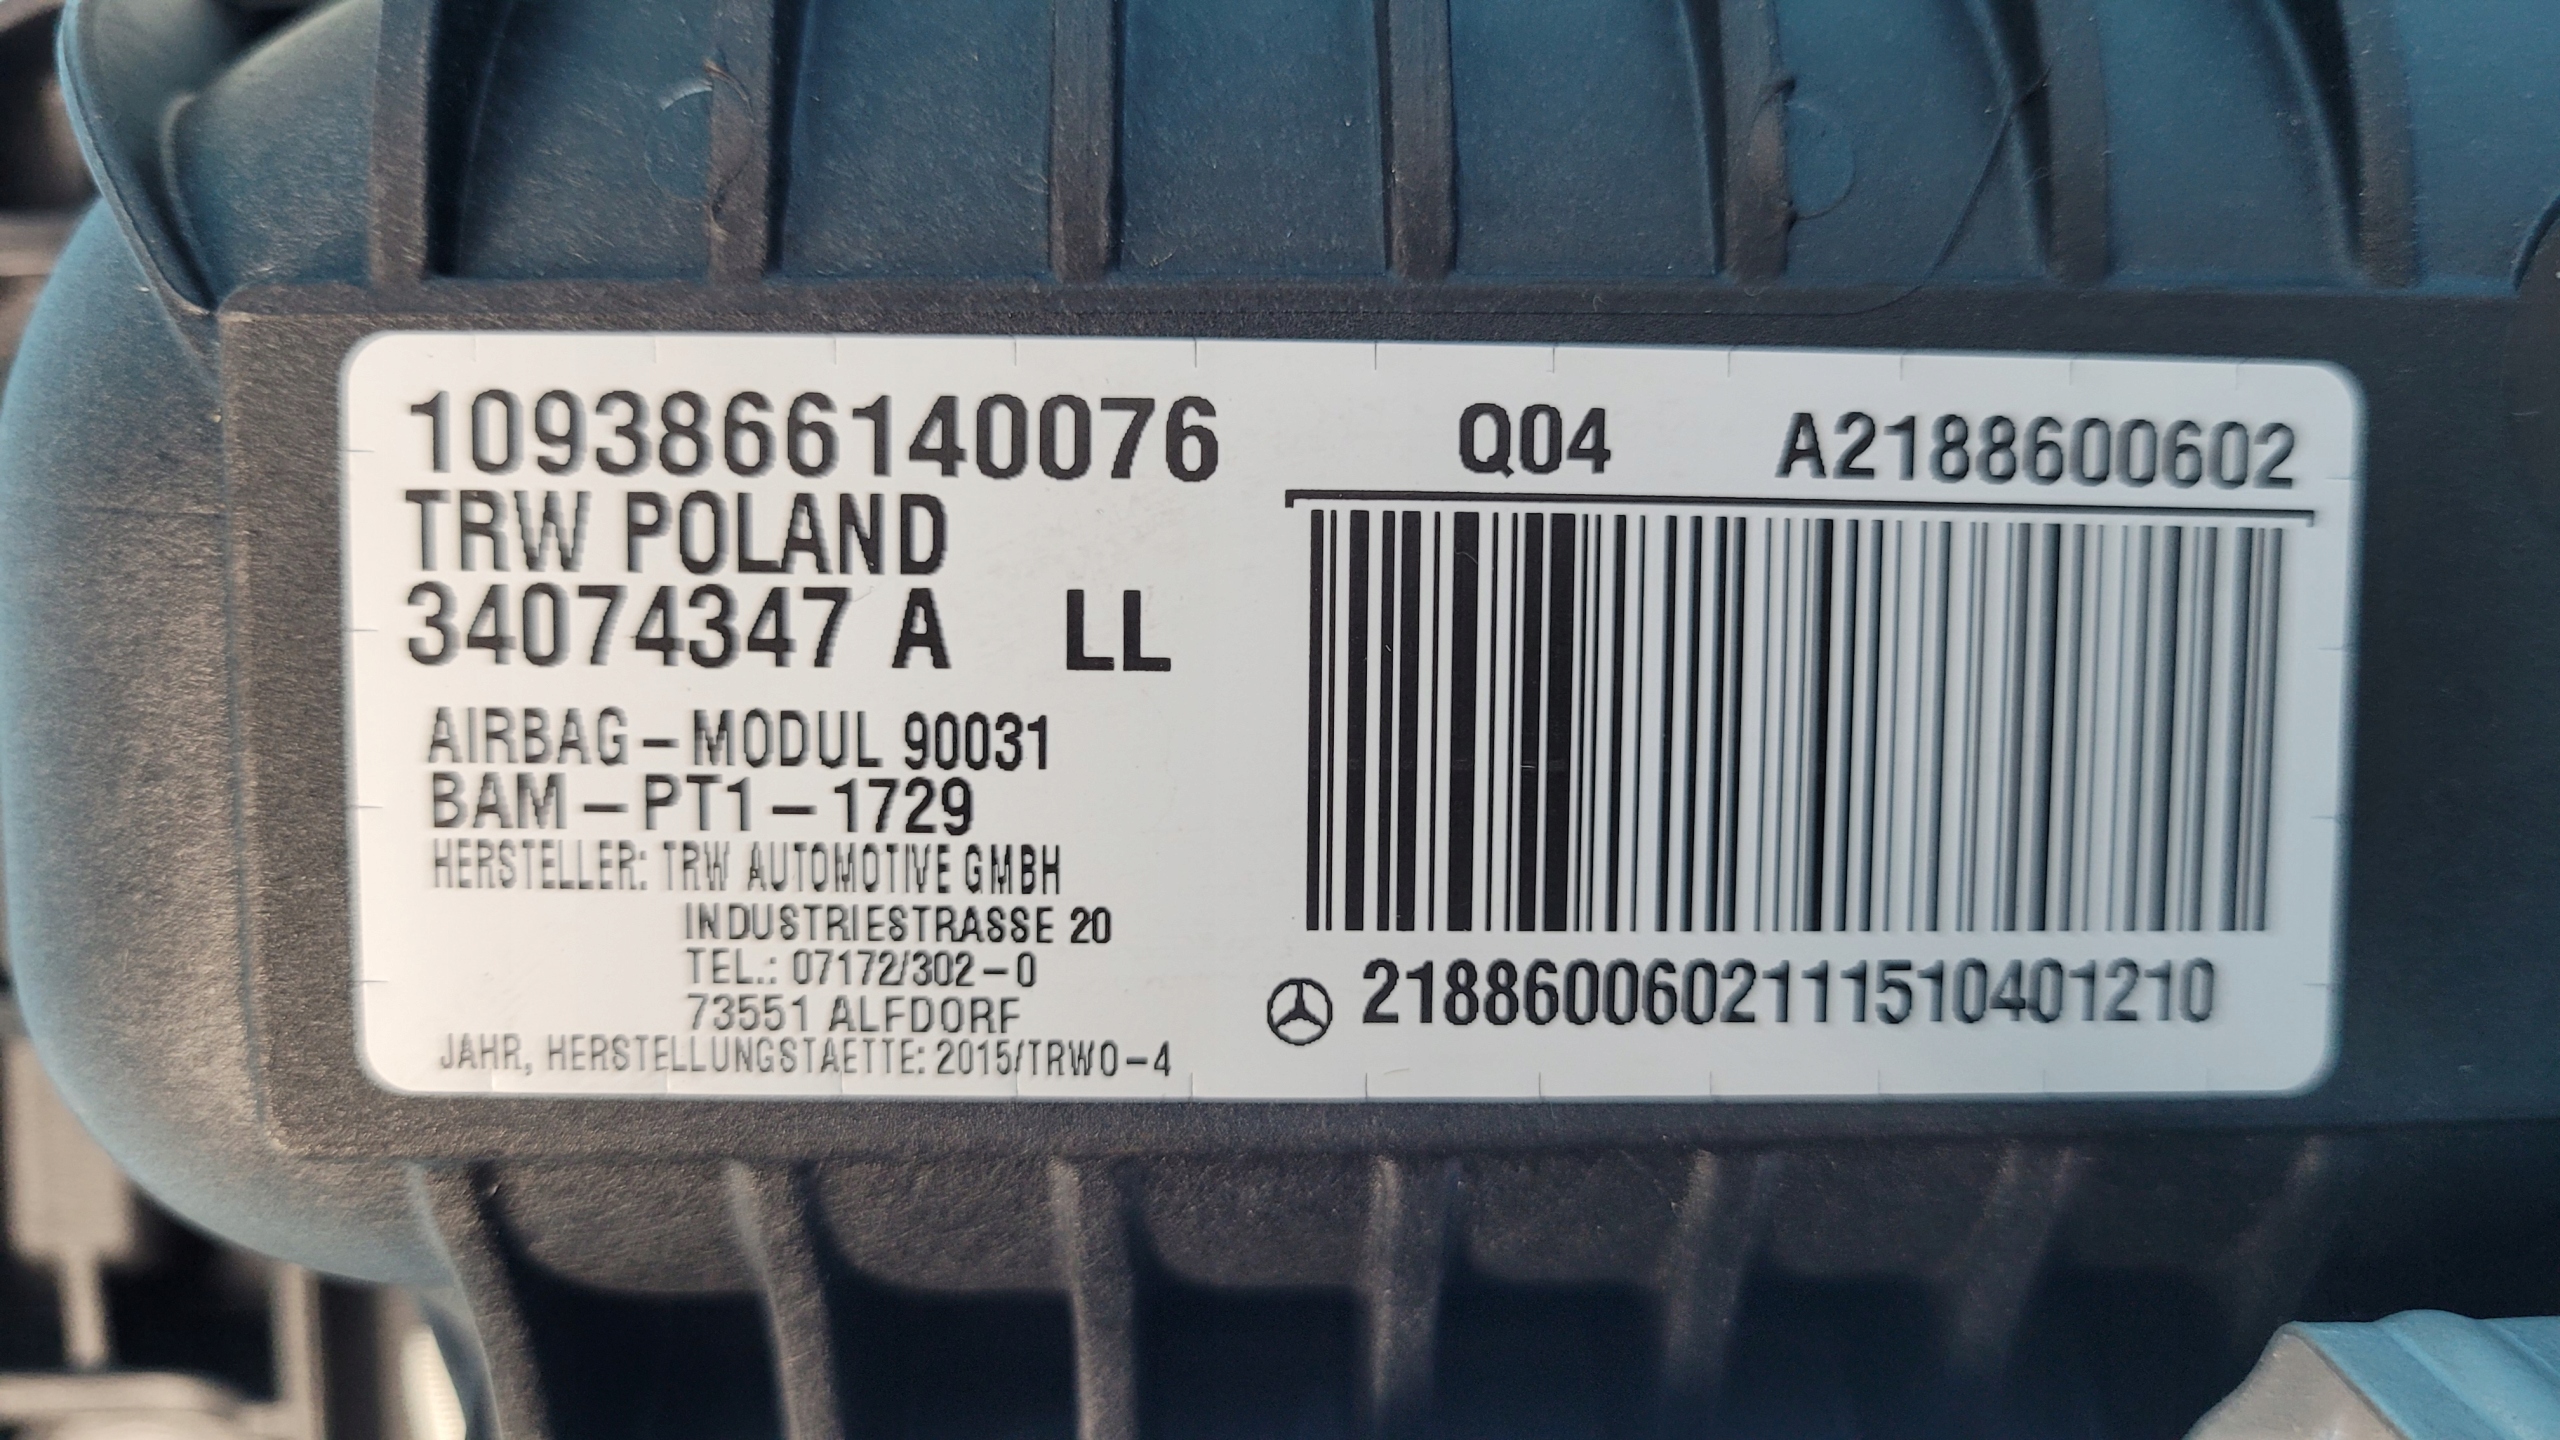 1093866140076
TRW POLAND
34074347 A LL
AIRBAG-MODUL 90031
BAM-PT1-1729
HERSTELLER: TRW AUTOMOTIVE GMBH
INDUSTRIESTRASSE 20
TEL.: 07172/302-0
73551 ALFDORF
JAHR, HERSTELLUNGSTAETTE: 2015/TRWO-4
Q04 A2188600602
2188600602111510401210